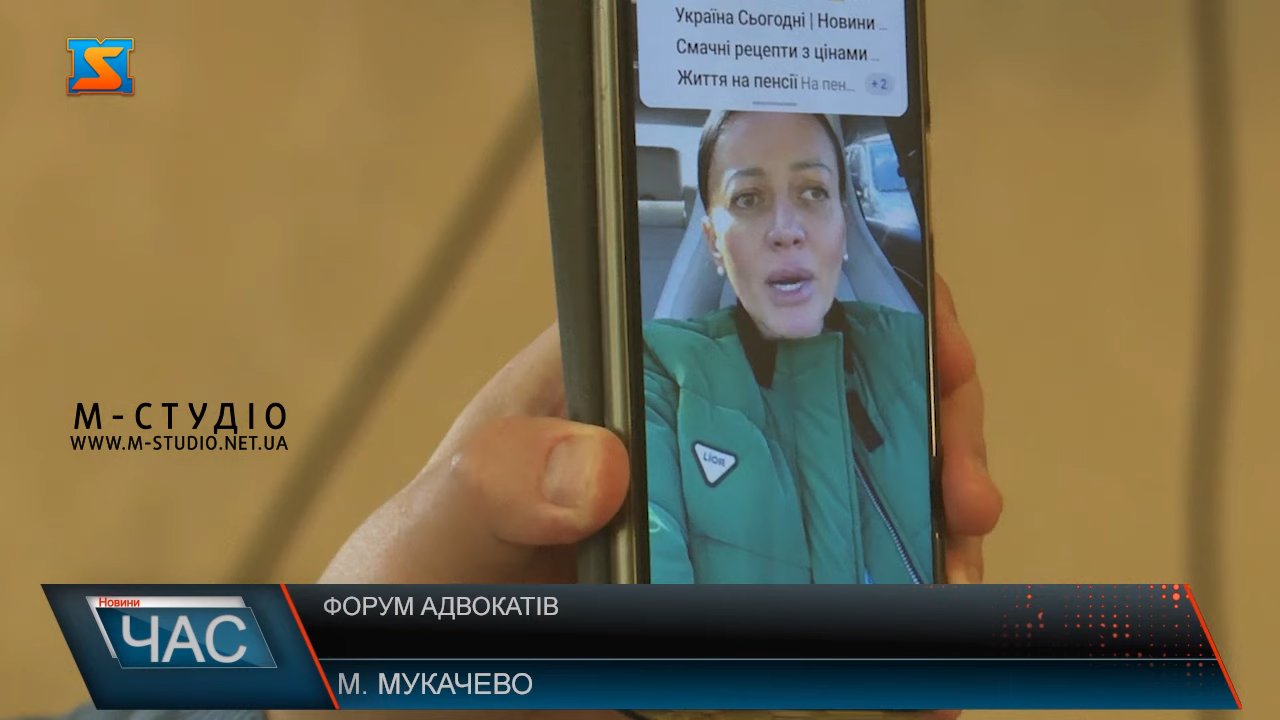 Україна Сьогодні | Новини ...
Смачні рецепти з цінами ...
Життя на пенсії На пен... +2
LIOR
М-СТУДІО
WWW.M-STUDIO.NET.UA
Новини
ЧАС
ФОРУМ АДВОКАТІВ
М. МУКАЧЕВО